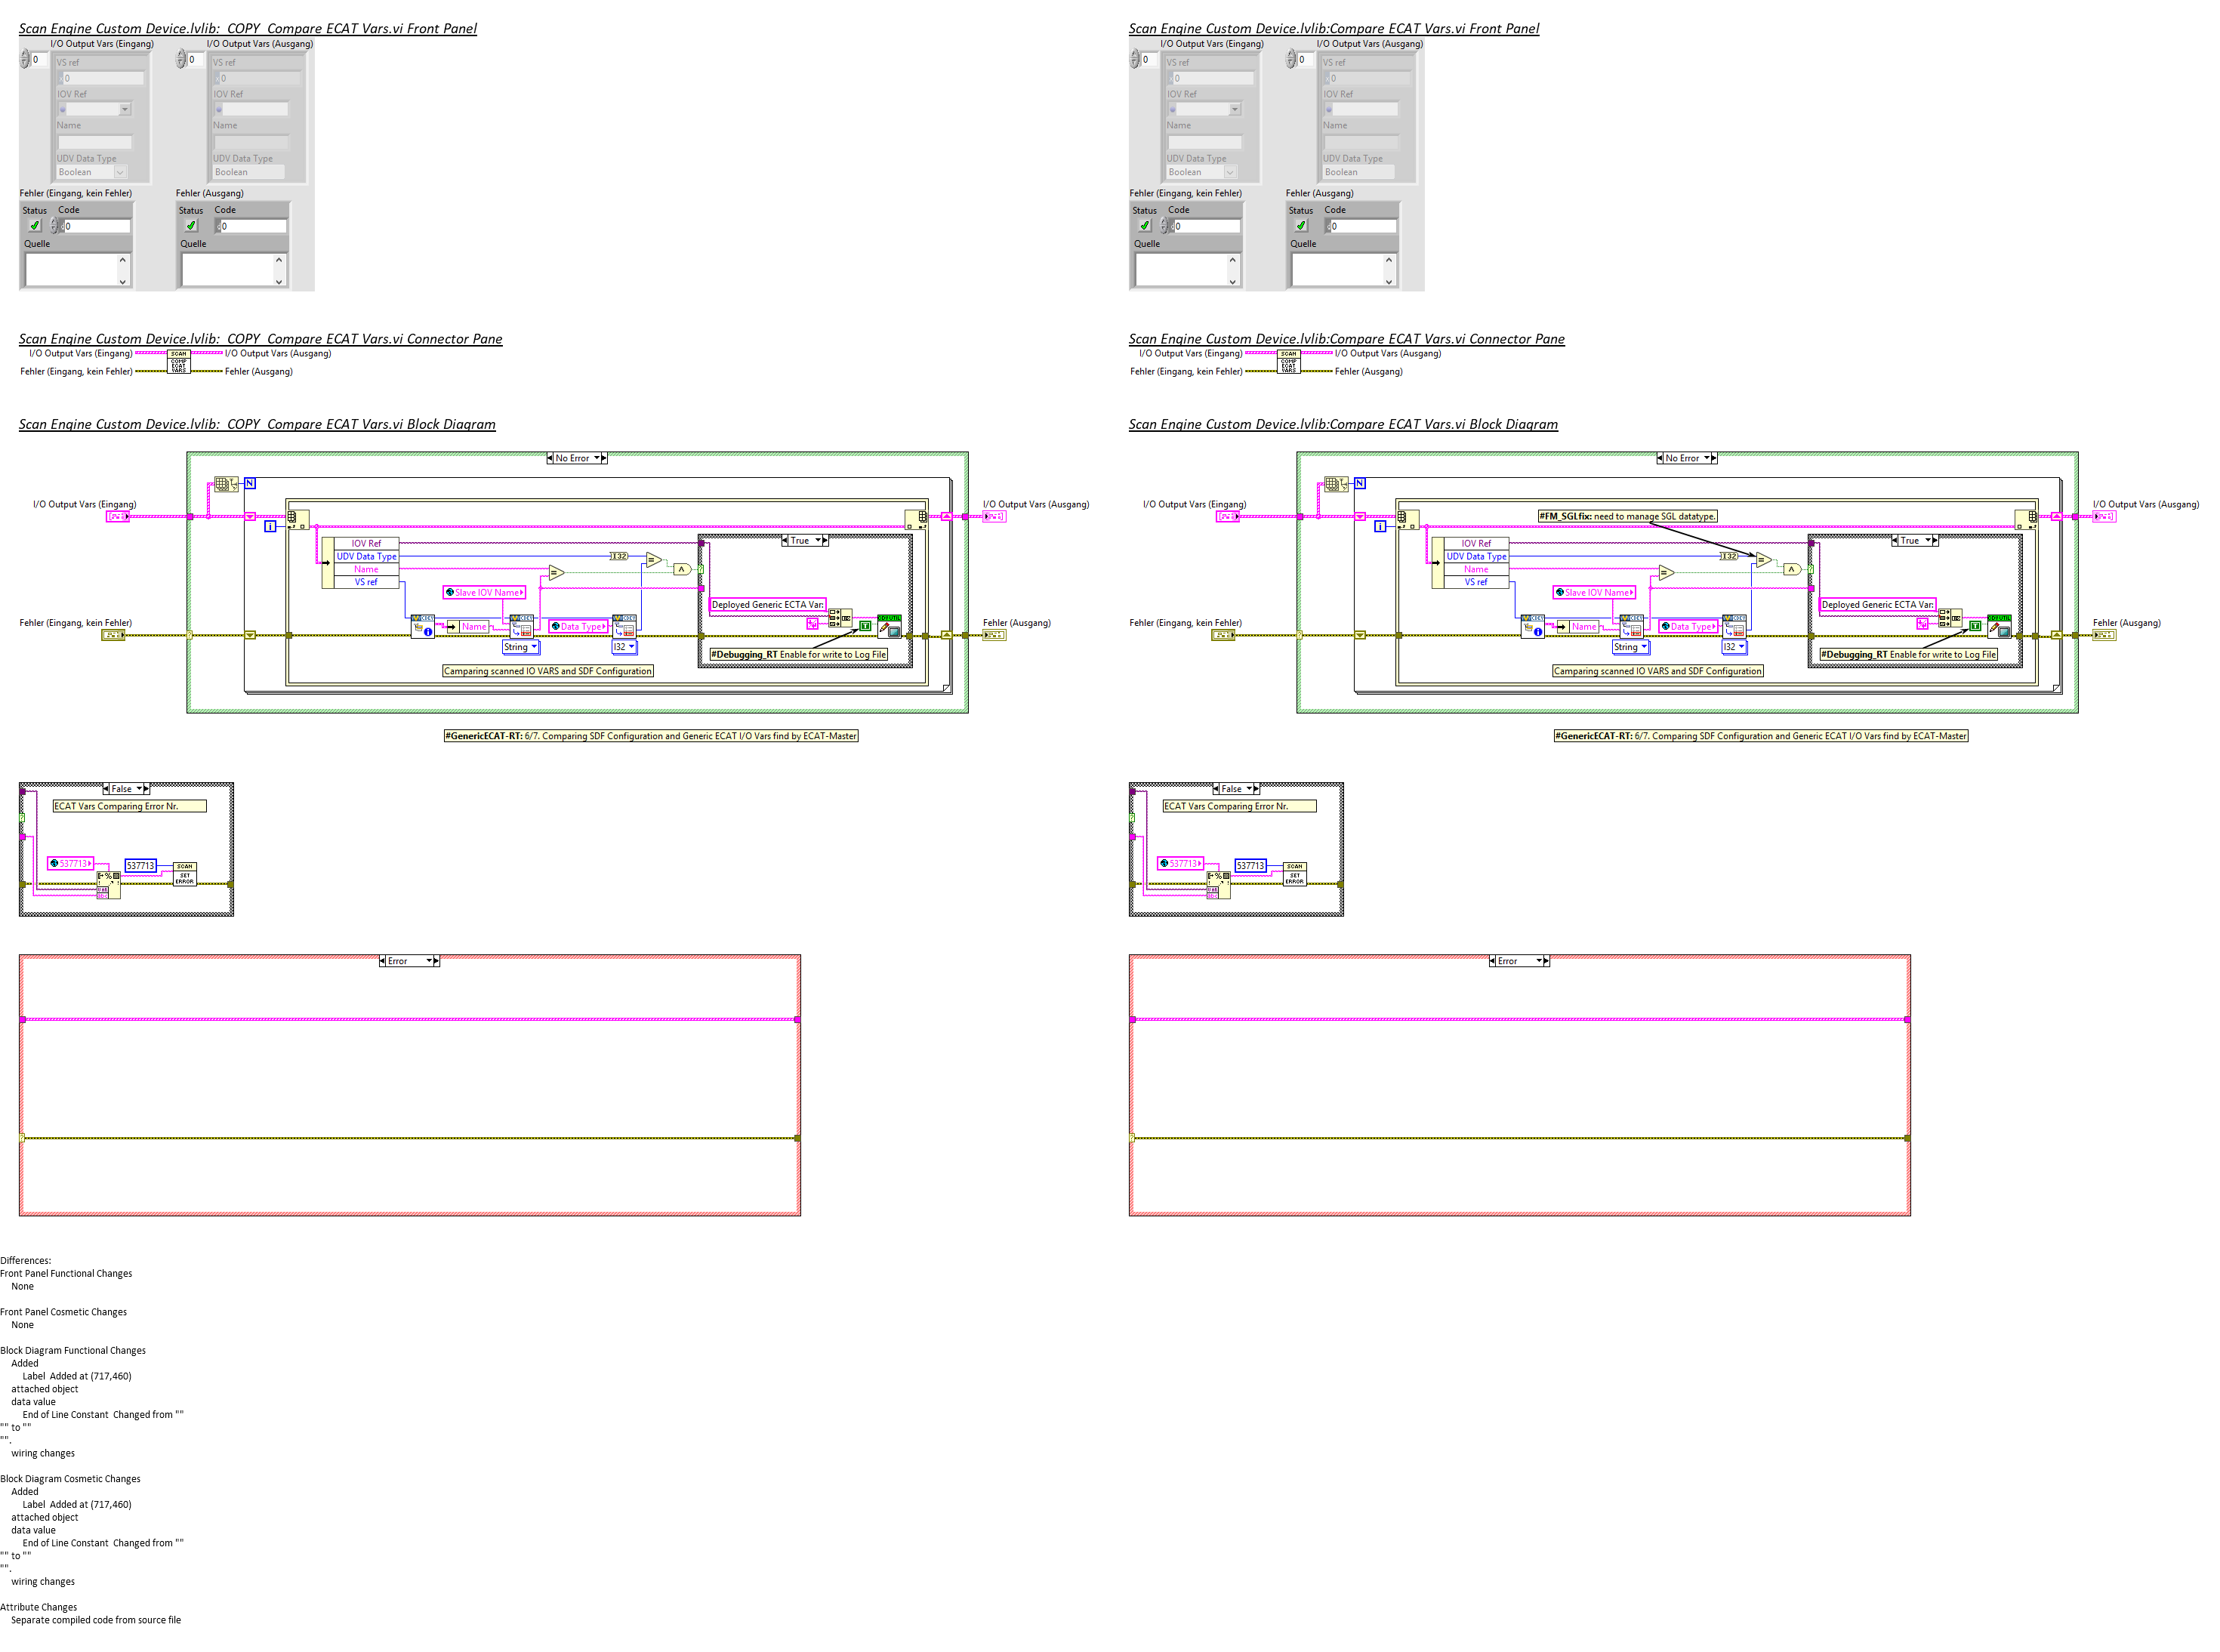 Scan Engine Custom Device.lvlib:_COPY_Compare ECAT Vars.vi Front Panel
I/O Output Vars (Eingang)
I/O Output Vars (Ausgang)
0
0
VS ref
VS ref
0
0
IOV Ref
IOV Ref
Name
Name
UDV Data Type
UDV Data Type
Boolean
Boolean
Fehler (Eingang, kein Fehler)
Fehler (Ausgang)
Status
Code
Status
Code
0
0
Quelle
Quelle
Scan Engine Custom Device.lvlib:Compare ECAT Vars.vi Front Panel
I/O Output Vars (Eingang)
I/O Output Vars (Ausgang)
0
0
VS ref
VS ref
0
0
IOV Ref
IOV Ref
Name
Name
UDV Data Type
UDV Data Type
Boolean
Boolean
Fehler (Eingang, kein Fehler)
Fehler (Ausgang)
Status
Code
Status
Code
0
0
Quelle
Quelle
Scan Engine Custom Device.lvlib:_COPY_Compare ECAT Vars.vi Connector Pane
I/O Output Vars (Eingang)
SCAN
COMP
ECAT
VARS
I/O Output Vars (Ausgang)
Fehler (Eingang, kein Fehler)
Fehler (Ausgang)
Scan Engine Custom Device.lvlib:Compare ECAT Vars.vi Connector Pane
I/O Output Vars (Eingang)
SCAN
COMP
ECAT
VARS
I/O Output Vars (Ausgang)
Fehler (Eingang, kein Fehler)
Fehler (Ausgang)
Scan Engine Custom Device.lvlib:_COPY_Compare ECAT Vars.vi Block Diagram
No Error
N
I/O Output Vars (Eingang)
I/O Output Vars (Ausgang)
i
True
IOV Ref
UDV Data Type
Name
VS ref
I32
Slave IOV Name
Deployed Generic ECTA Var:
Name
Data Type
T
Fehler (Eingang, kein Fehler)
Fehler (Ausgang)
String
I32
#Debugging_RT Enable for write to Log File
Camparing scanned IO VARS and SDF Configuration
#GenericECAT-RT: 6/7. Comparing SDF Configuration and Generic ECAT I/O Vars find by ECAT-Master
Scan Engine Custom Device.lvlib:Compare ECAT Vars.vi Block Diagram
No Error
N
I/O Output Vars (Eingang)
I/O Output Vars (Ausgang)
#FM_SGLfix: need to manage SGL datatype.
i
True
IOV Ref
UDV Data Type
Name
VS ref
I32
Slave IOV Name
Deployed Generic ECTA Var:
Name
Data Type
T
Fehler (Eingang, kein Fehler)
Fehler (Ausgang)
String
I32
#Debugging_RT Enable for write to Log File
Camparing scanned IO VARS and SDF Configuration
#GenericECAT-RT: 6/7. Comparing SDF Configuration and Generic ECAT I/O Vars find by ECAT-Master
False
ECAT Vars Comparing Error Nr.
537713
537713
SCAN
SET
ERROR
False
ECAT Vars Comparing Error Nr.
537713
537713
SCAN
SET
ERROR
Error
Error
Differences:
Front Panel Functional Changes
None
Front Panel Cosmetic Changes
None
Block Diagram Functional Changes
Added
Label  Added at (717,460)
attached object
data value
End of Line Constant  Changed from ""
"" to ""
"".
wiring changes
Block Diagram Cosmetic Changes
Added
Label  Added at (717,460)
attached object
data value
End of Line Constant  Changed from ""
"" to ""
"".
wiring changes
Attribute Changes
Separate compiled code from source file